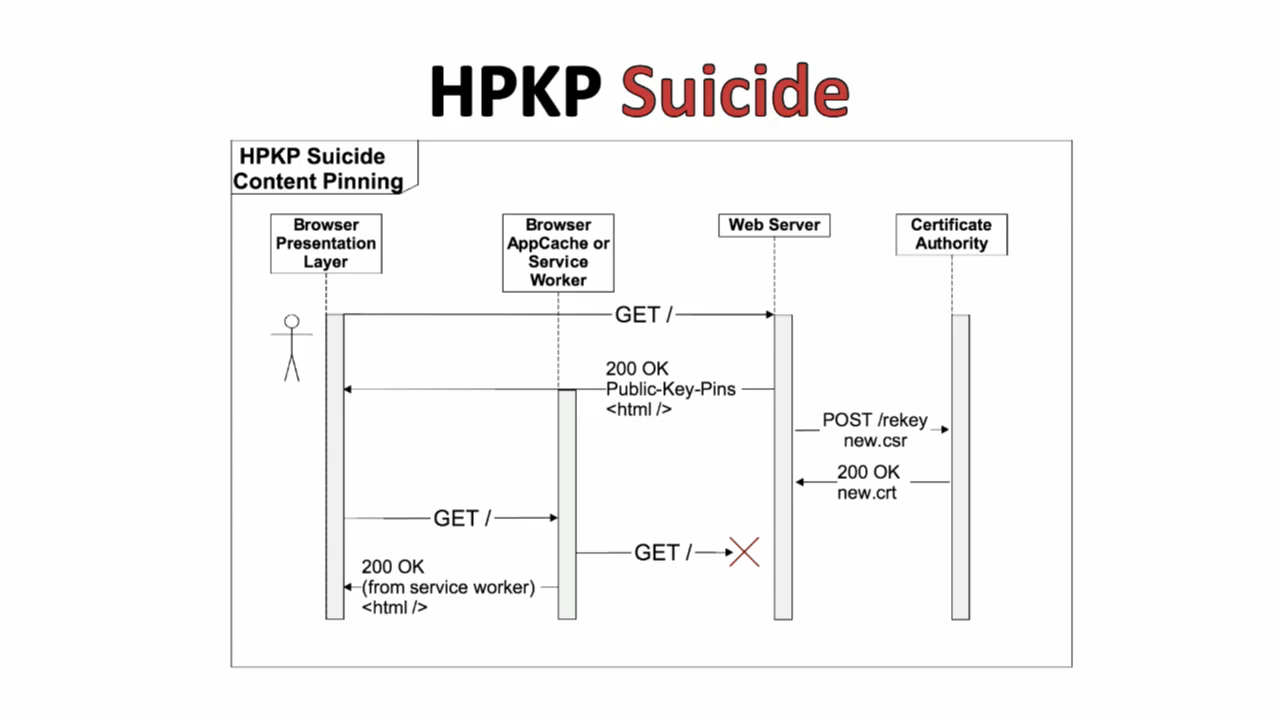 HPKP Suicide
HPKP Suicide
Content Pinning
Browser
Presentation
Layer
Browser
AppCache or
Service
Worker
Web Server
Certificate
Authority
GET /
200 OK
Public-Key-Pins
<html />
POST /rekey
new.csr
200 OK
new.crt
GET /
GET /
200 OK
(from service worker)
<html />